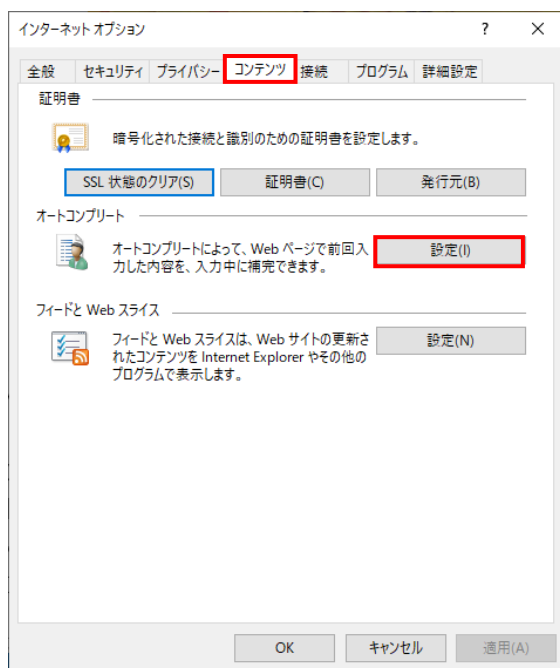 インターネット オプション ? ×
全般 セキュリティ プライバシー コンテンツ 接続 プログラム 詳細設定
証明書
暗号化された接続と識別のための証明書を設定します。
SSL 状態のクリア(S) 証明書(C) 発行元(B)
オートコンプリート
オートコンプリートによって、Web ページで前回入
力した内容を、入力中に補完できます。
設定(I)
フィードと Web スライス
フィードと Web スライスは、Web サイトの更新さ
れたコンテンツを Internet Explorer やその他の
プログラムで表示します。
設定(N)
OK キャンセル 適用(A)